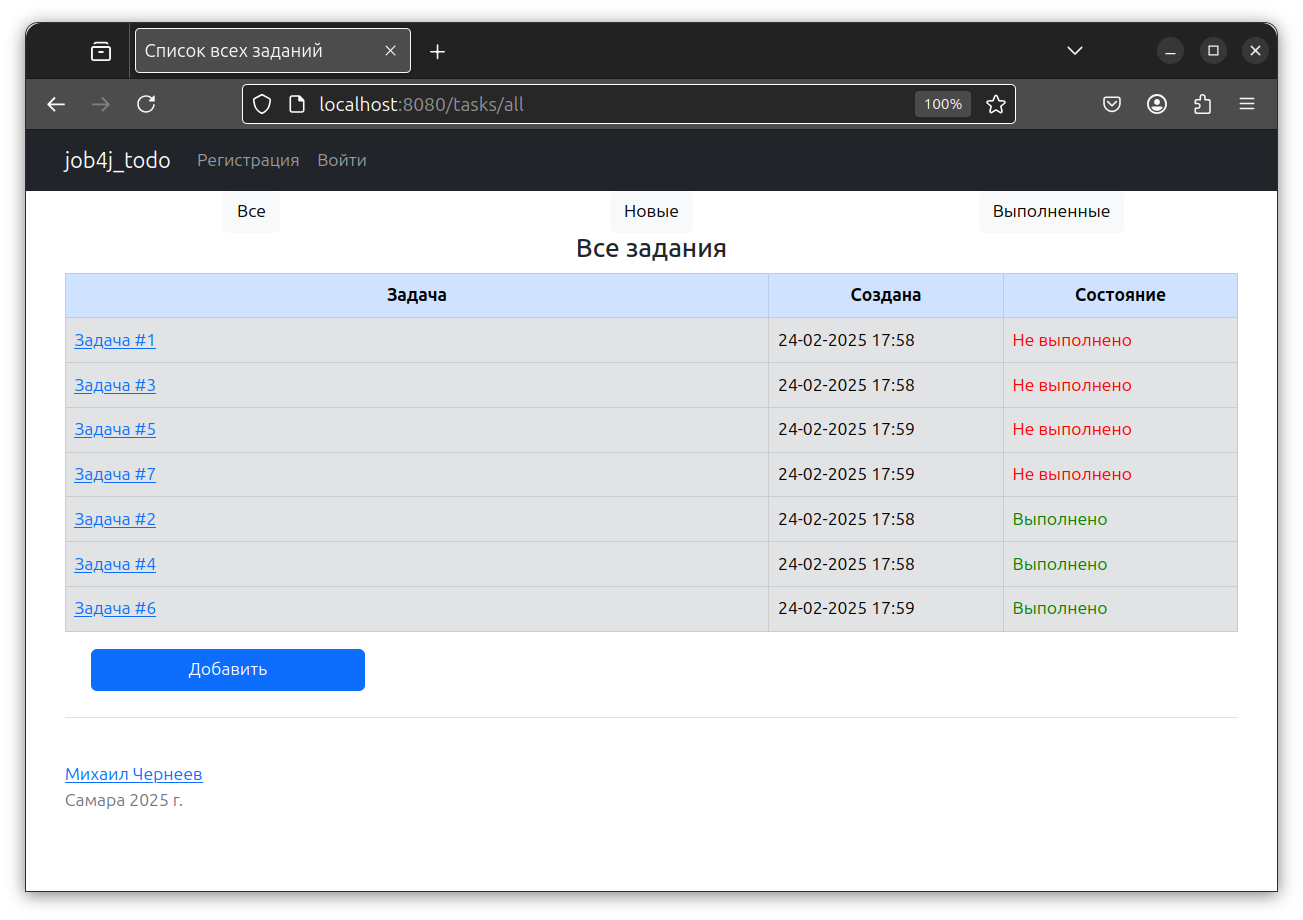 Список всех заданий
localhost:8080/tasks/all 100%
job4j_todo Регистрация Войти
Все Новые Выполненные
Все задания
Задача Создана Состояние
Задача #1 24-02-2025 17:58 Не выполнено
Задача #3 24-02-2025 17:58 Не выполнено
Задача #5 24-02-2025 17:59 Не выполнено
Задача #7 24-02-2025 17:59 Не выполнено
Задача #2 24-02-2025 17:58 Выполнено
Задача #4 24-02-2025 17:58 Выполнено
Задача #6 24-02-2025 17:59 Выполнено
Добавить
Михаил Чернеев
Самара 2025 г.